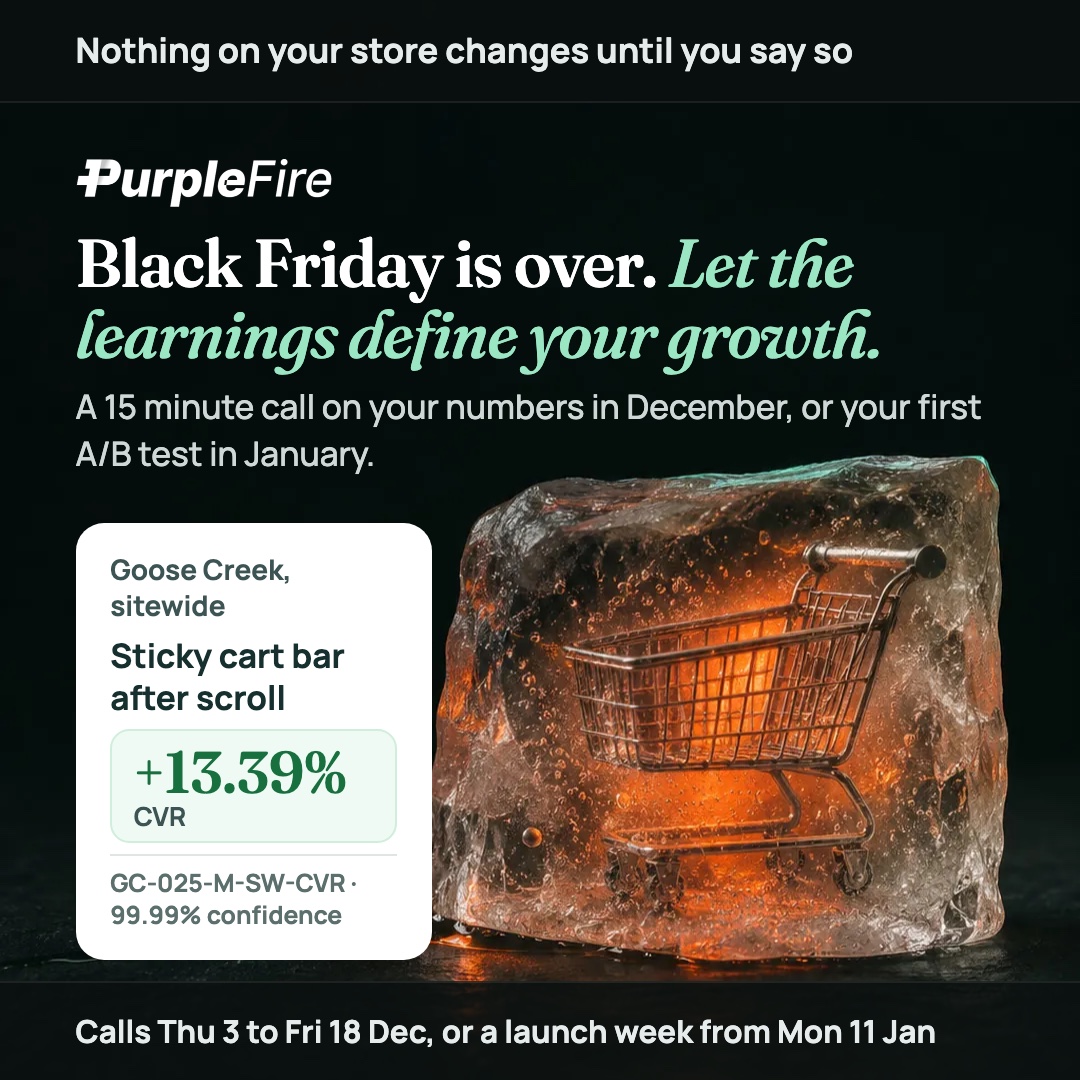 Nothing on your store changes until you say so
PurpleFire
Black Friday is over. Let the
learnings define your growth.
A 15 minute call on your numbers in December, or your first
A/B test in January.
Goose Creek,
sitewide
Sticky cart bar
after scroll
+13.39%
CVR
GC-025-M-SW-CVR ·
99.99% confidence
Calls Thu 3 to Fri 18 Dec, or a launch week from Mon 11 Jan